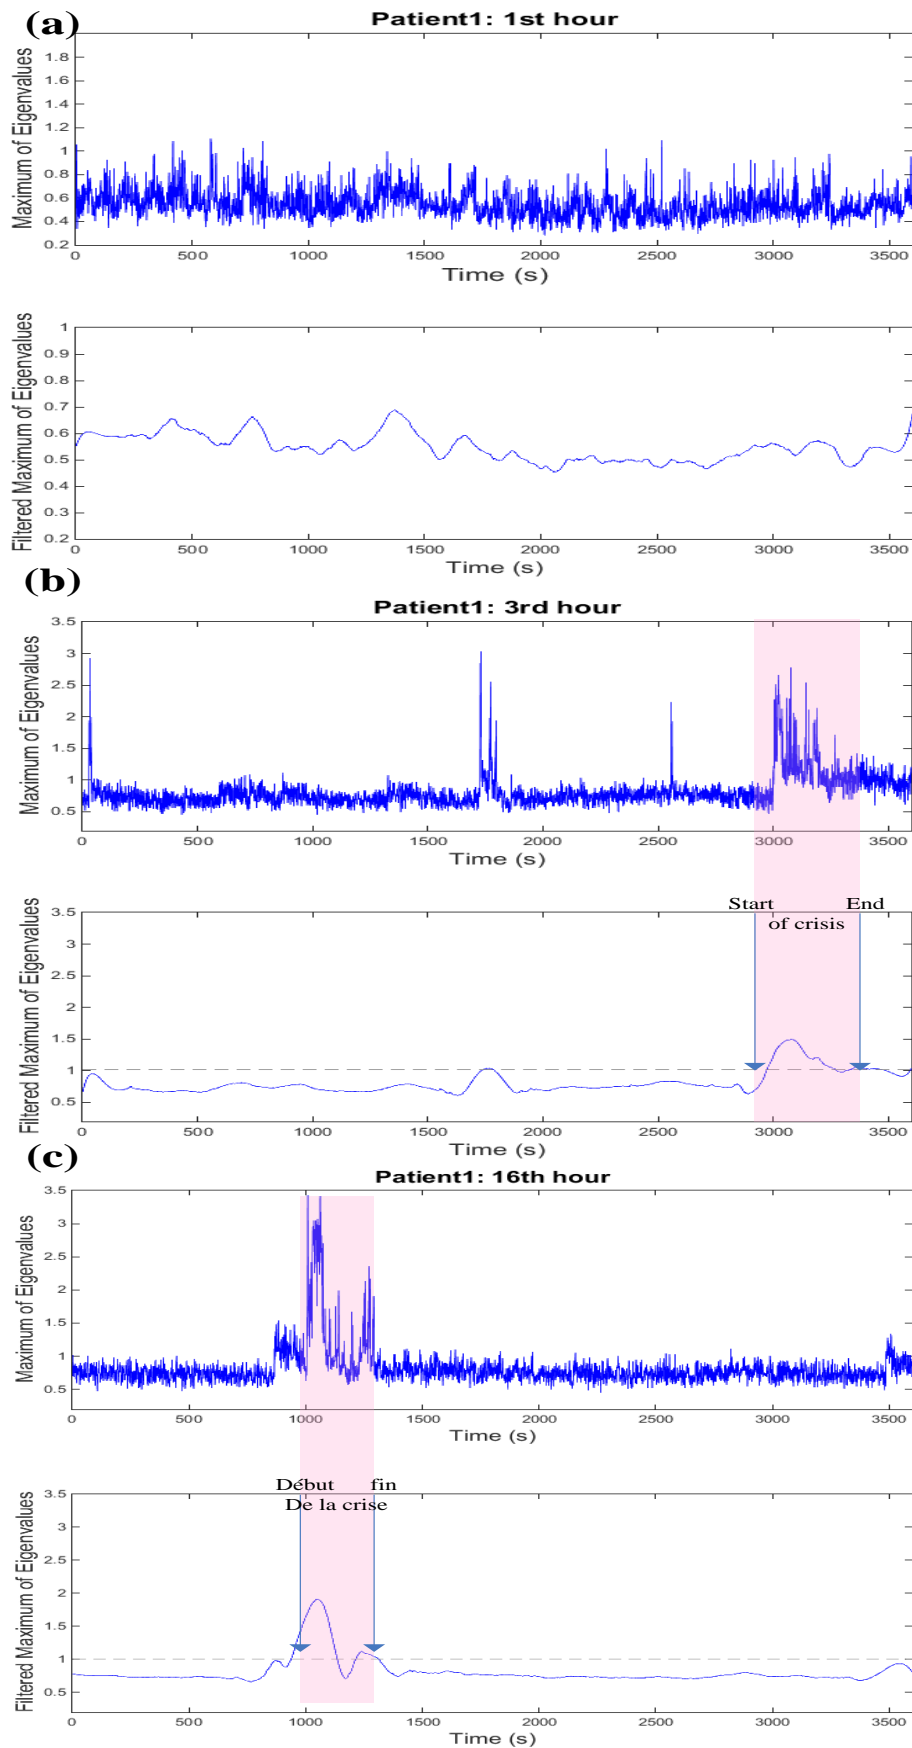 (a)
Patient1: 1st hour
Maximum of Eigenvalues
1.8
1.6
1.4
1.2
1
0.8
0.6
0.4
0.2
0 500 1000 1500 2000 2500 3000 3500
Time (s)
Filtered Maximum of Eigenvalues
1
0.9
0.8
0.7
0.6
0.5
0.4
0.3
0.2
0 500 1000 1500 2000 2500 3000 3500
Time (s)
(b)
Patient1: 3rd hour
Maximum of Eigenvalues
3.5
3
2.5
2
1.5
1
0.5
0 500 1000 1500 2000 2500 3000 3500
Time (s)
Filtered Maximum of Eigenvalues
Start End
of crisis
3.5
3
2.5
2
1.5
1
0.5
0 500 1000 1500 2000 2500 3000 3500
Time (s)
(c)
Patient1: 16th hour
Maximum of Eigenvalues
3.5
3
2.5
2
1.5
1
0.5
0 500 1000 1500 2000 2500 3000 3500
Time (s)
Filtered Maximum of Eigenvalues
Début fin
De la crise
3.5
3
2.5
2
1.5
1
0.5
0 500 1000 1500 2000 2500 3000 3500
Time (s)